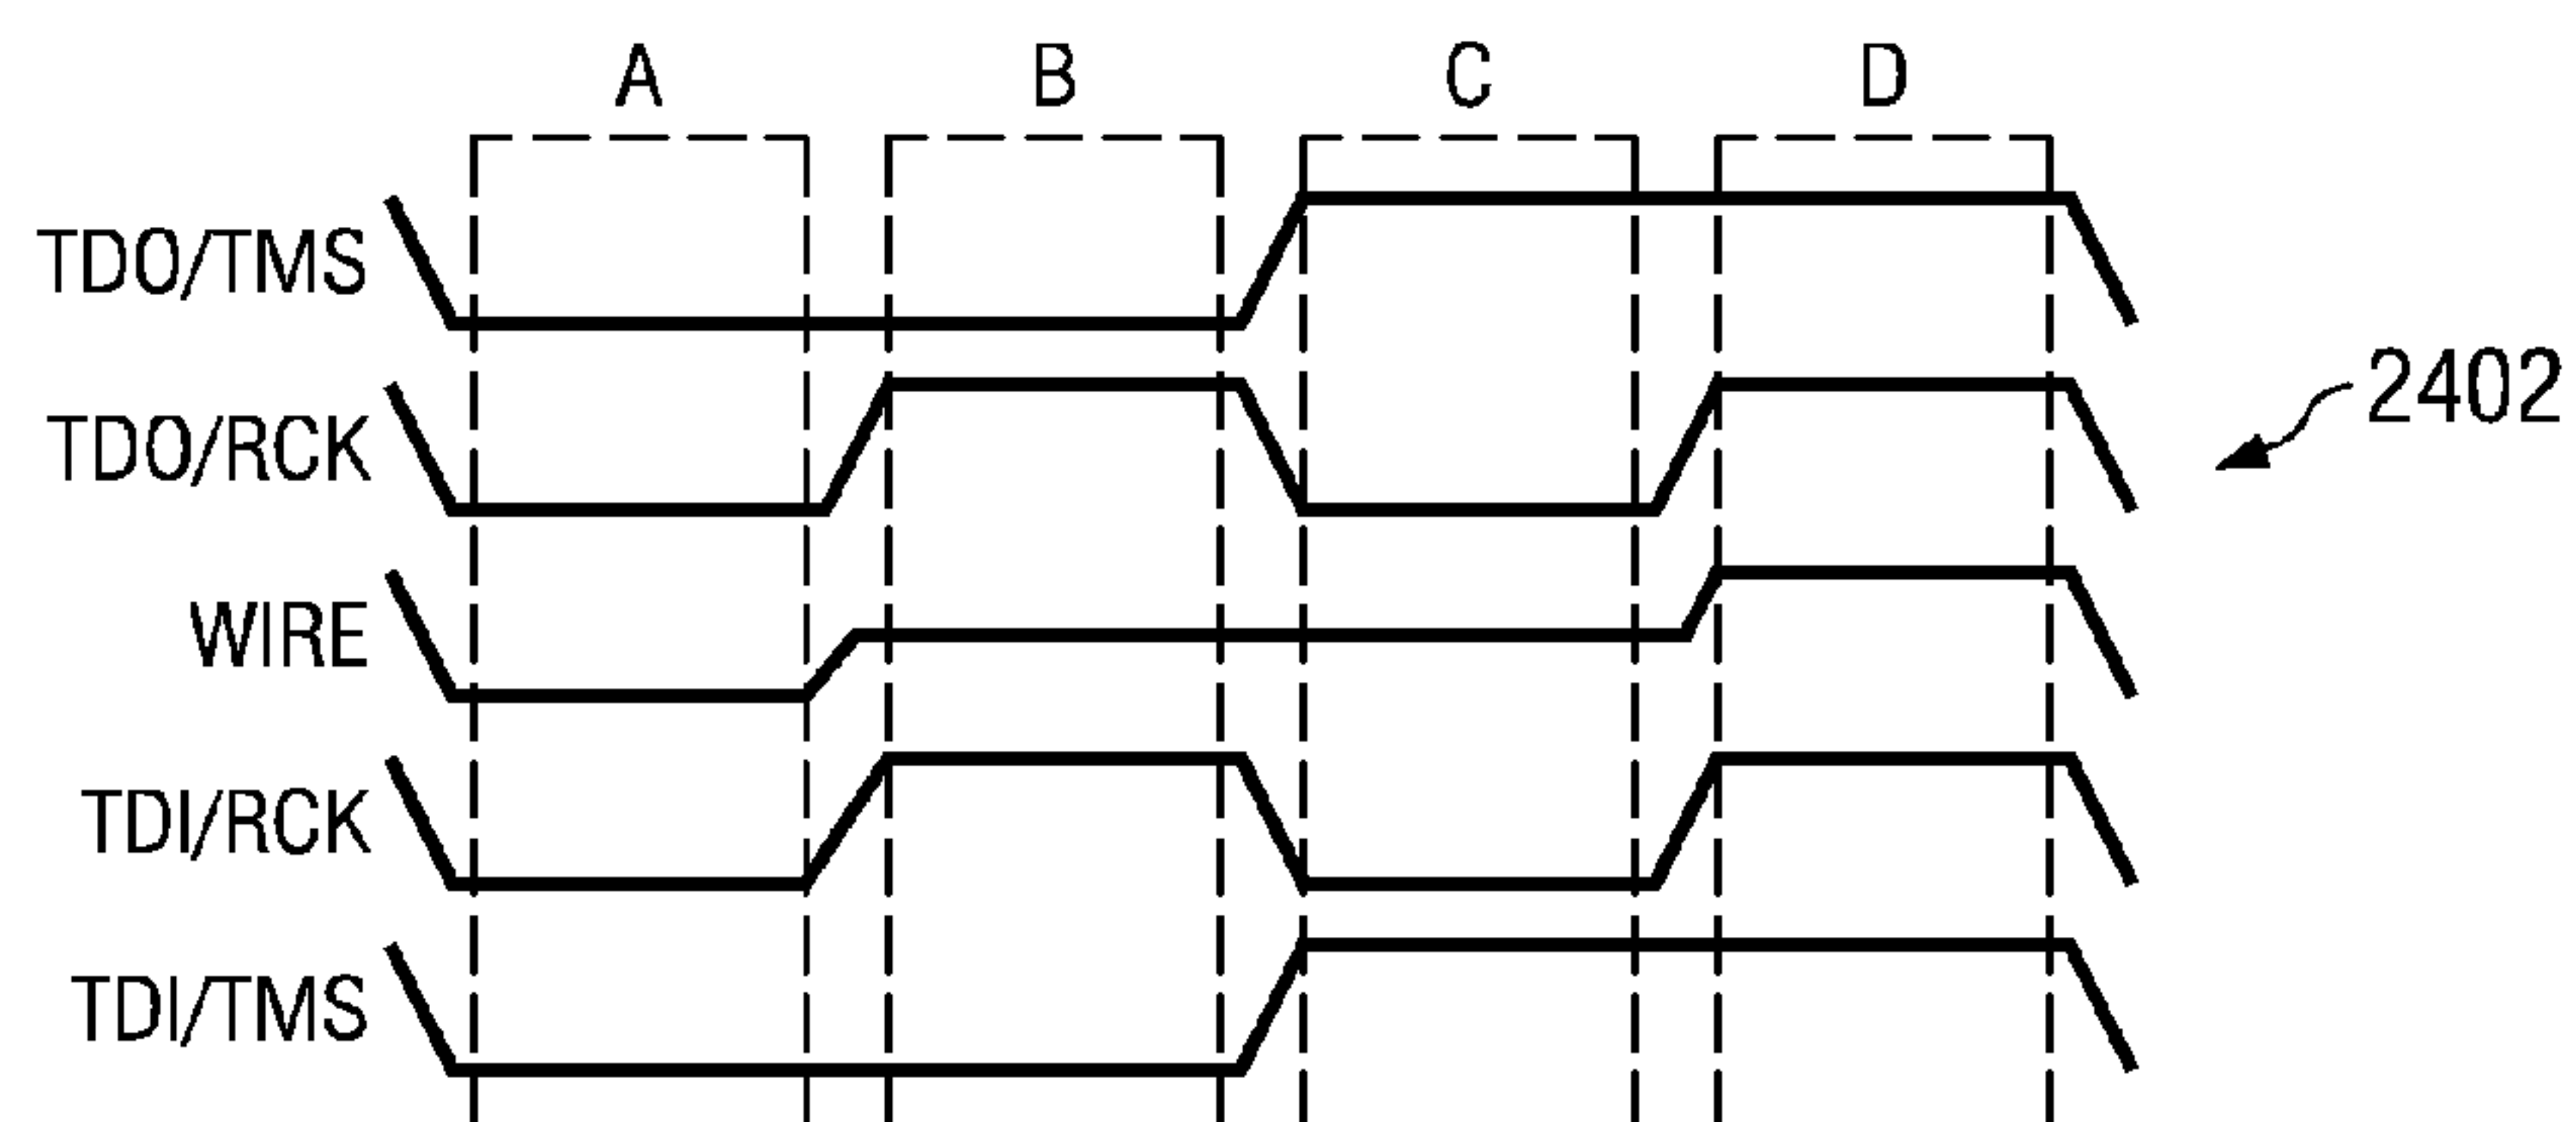 A B C D
TDO/TMS
TDO/RCK
2402
WIRE
TDI/RCK
TDI/TMS